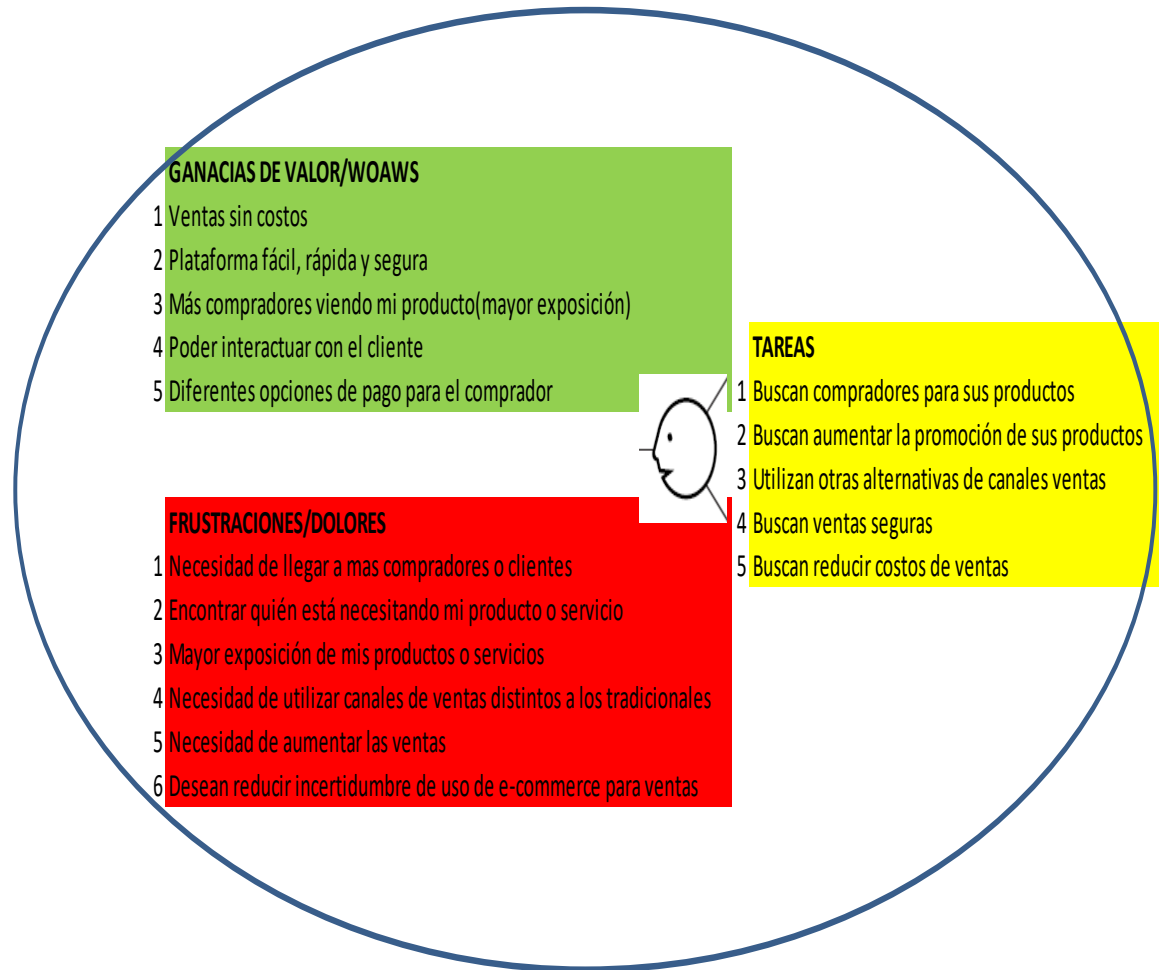 GANACIAS DE VALOR/WOAWS
1 Ventas sin costos
2 Plataforma fácil, rápida y segura
3 Más compradores viendo mi producto(mayor exposición)
4 Poder interactuar con el cliente
5 Diferentes opciones de pago para el comprador
TAREAS
1 Buscan compradores para sus productos
2 Buscan aumentar la promoción de sus productos
3 Utilizan otras alternativas de canales ventas
4 Buscan ventas seguras
5 Buscan reducir costos de ventas
FRUSTRACIONES/DOLORES
1 Necesidad de llegar a mas compradores o clientes
2 Encontrar quién está necesitando mi producto o servicio
3 Mayor exposición de mis productos o servicios
4 Necesidad de utilizar canales de ventas distintos a los tradicionales
5 Necesidad de aumentar las ventas
6 Desean reducir incertidumbre de uso de e-commerce para ventas